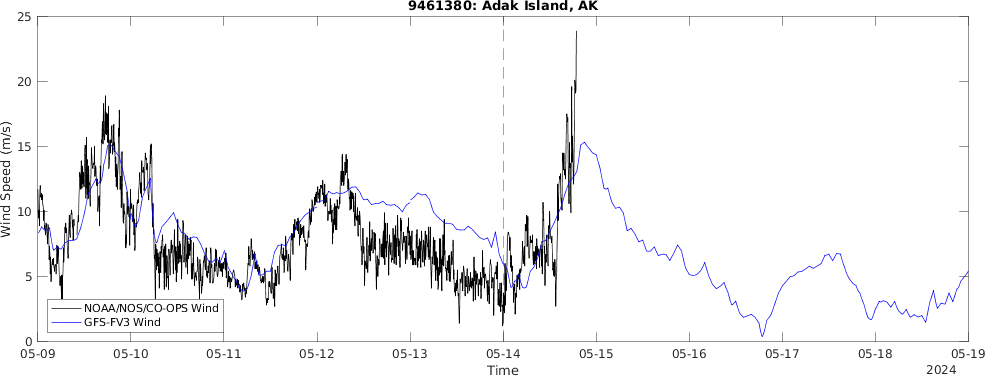 9461380: Adak Island, AK
25
20
15
10
5
0
Wind Speed (m/s)
NOAA/NOS/CO-OPS Wind
GFS-FV3 Wind
05-09 05-10 05-11 05-12 05-13 05-14 05-15 05-16 05-17 05-18 05-19
Time
2024